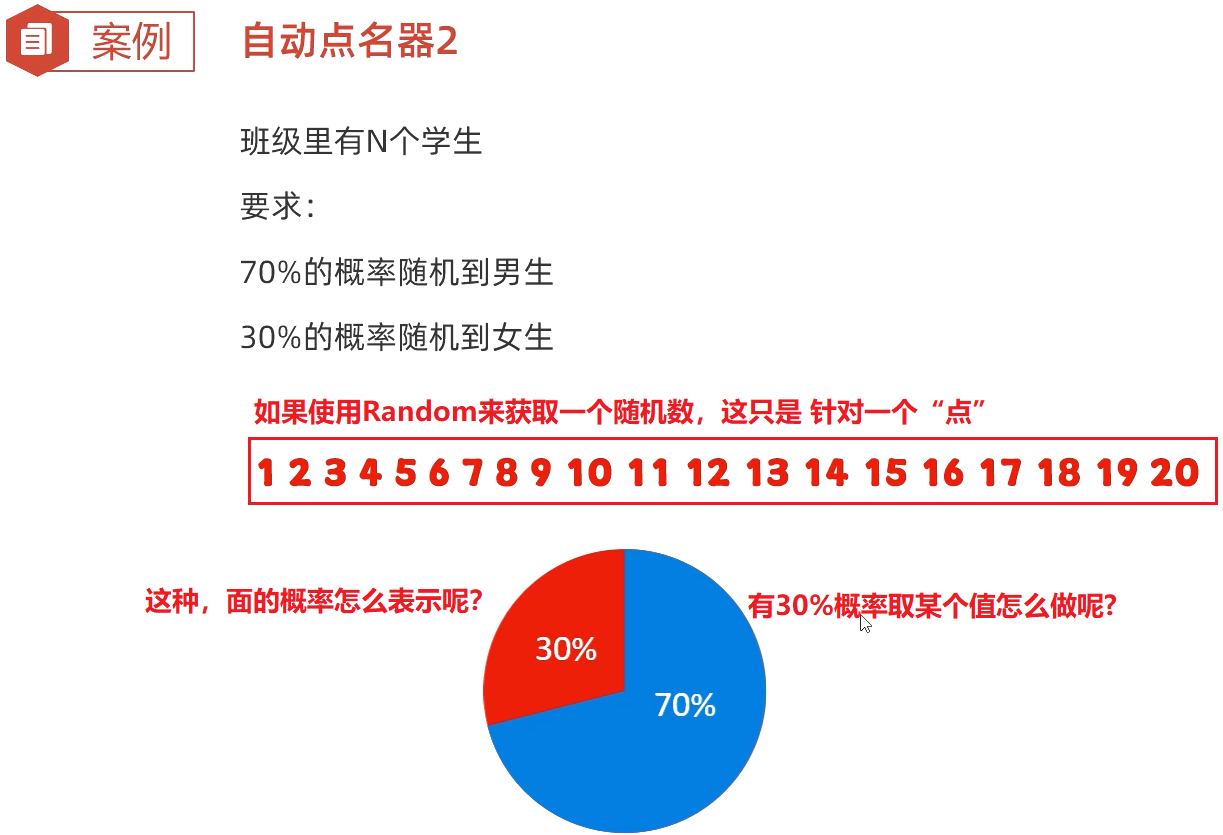 案例
自动点名器2
班级里有N个学生
要求：
70%的概率随机到男生
30%的概率随机到女生
如果使用Random来获取一个随机数，这只是 针对一个“点”
1 2 3 4 5 6 7 8 9 10 11 12 13 14 15 16 17 18 19 20
这种，面的概率怎么表示呢？
有30%概率取某个值怎么做呢？
30%
70%